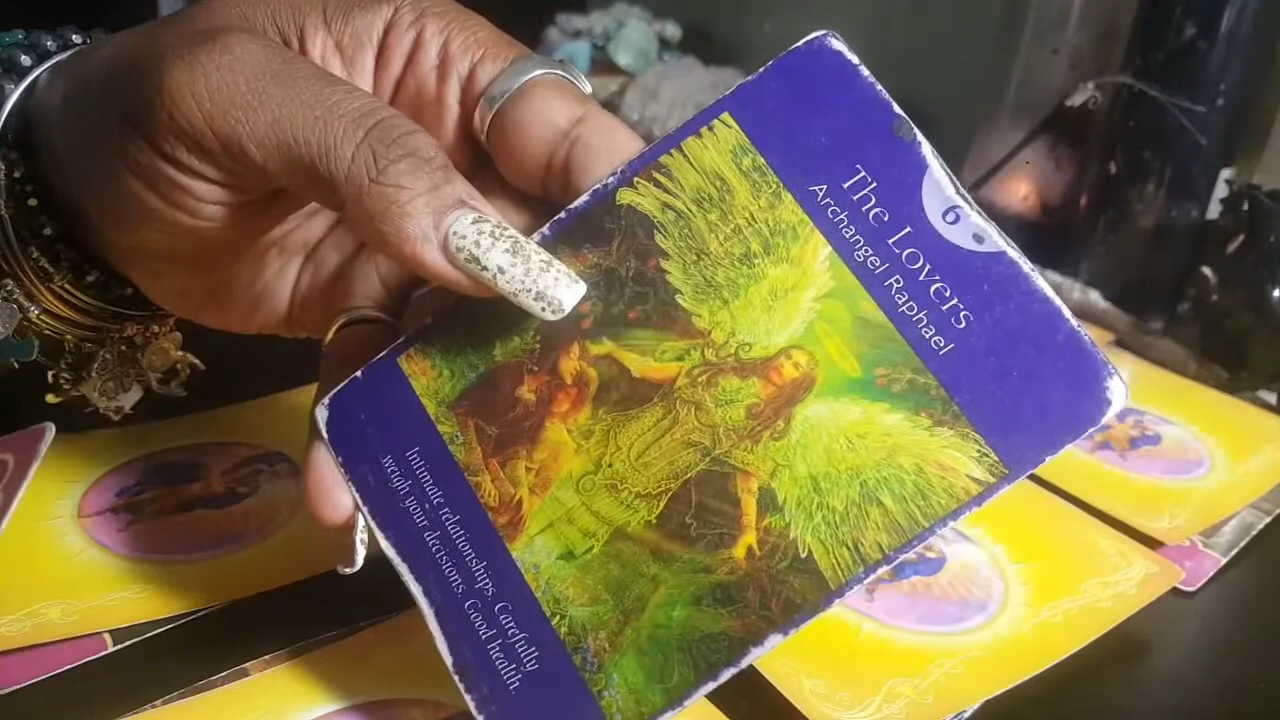 6
The Lovers
Archangel Raphael
Intimate relationships. Carefully
weigh your decisions. Good health.